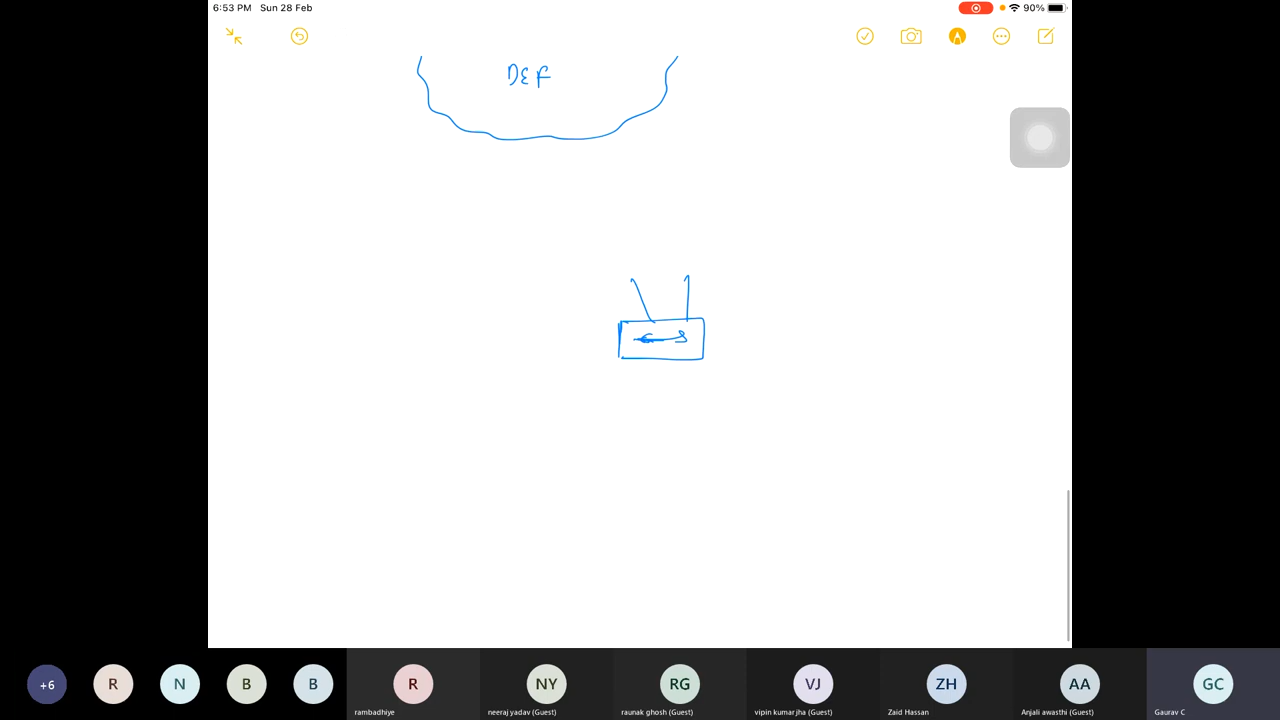 6:53 PM Sun 28 Feb 90%
DEF
+6 R N B B R NY RG VJ ZH AA GC
rambadhiye neeraj yadav (Guest) raunak ghosh (Guest) vipin kumar jha (Guest) Zaid Hassan Anjali awasthi (Guest) Gaurav C